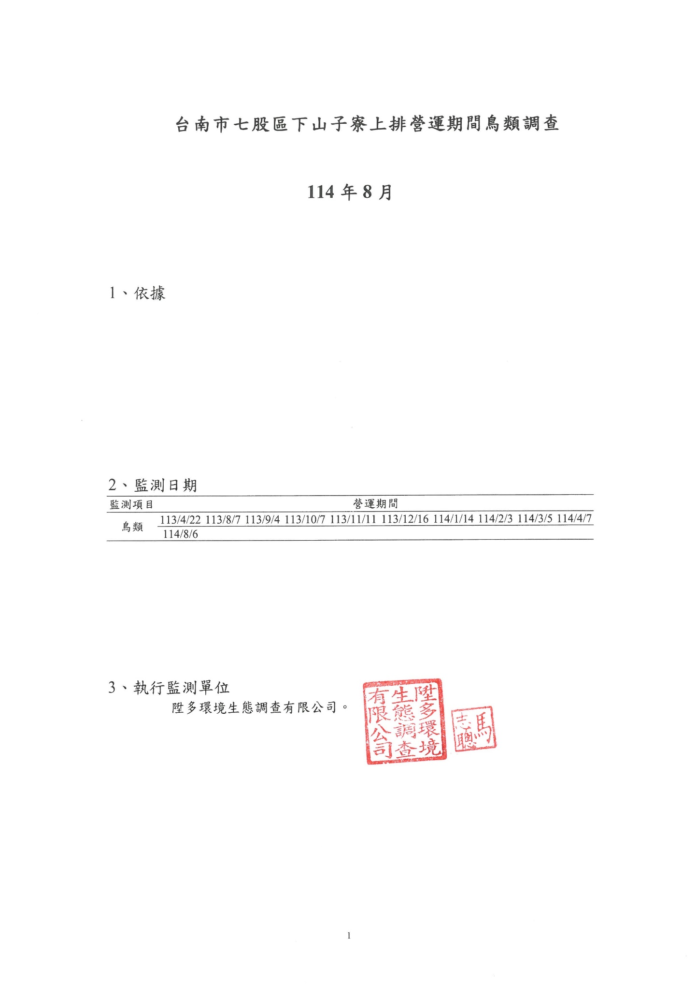 台南市七股區下山子寮上排營運期間鳥類調查
114 年 8 月
1、依據
2、監測日期
監測項目 營運期間
鳥類 113/4/22 113/8/7 113/9/4 113/10/7 113/11/11 113/12/16 114/1/14 114/2/3 114/3/5 114/4/7
114/8/6
3、執行監測單位
陞多環境生態調查有限公司。
陞多環境
生態調查
有限公司
馬
志聰
1